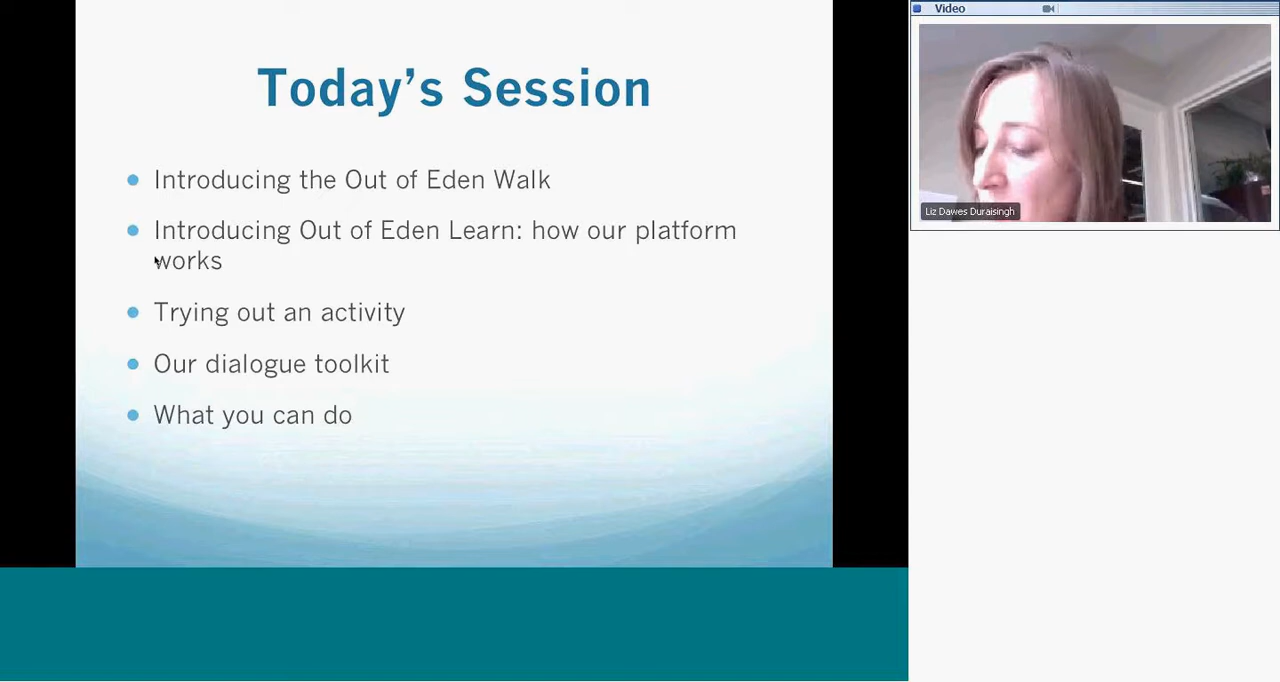 Today's Session
Introducing the Out of Eden Walk
Introducing Out of Eden Learn: how our platform
works
Trying out an activity
Our dialogue toolkit
What you can do
Video
Liz Dawes Duraisingh